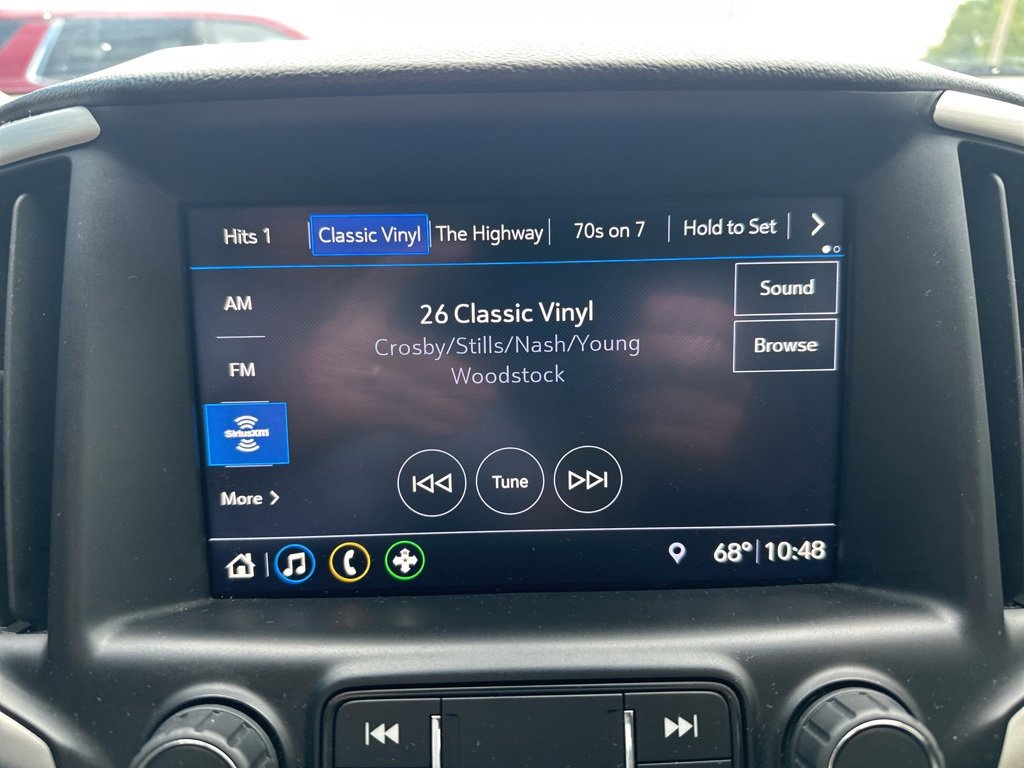 Hits 1
Classic Vinyl
The Highway
70s on 7
Hold to Set
AM
FM
SiriusXM
More
26 Classic Vinyl
Crosby/Stills/Nash/Young
Woodstock
Sound
Browse
Tune
68° 10:48